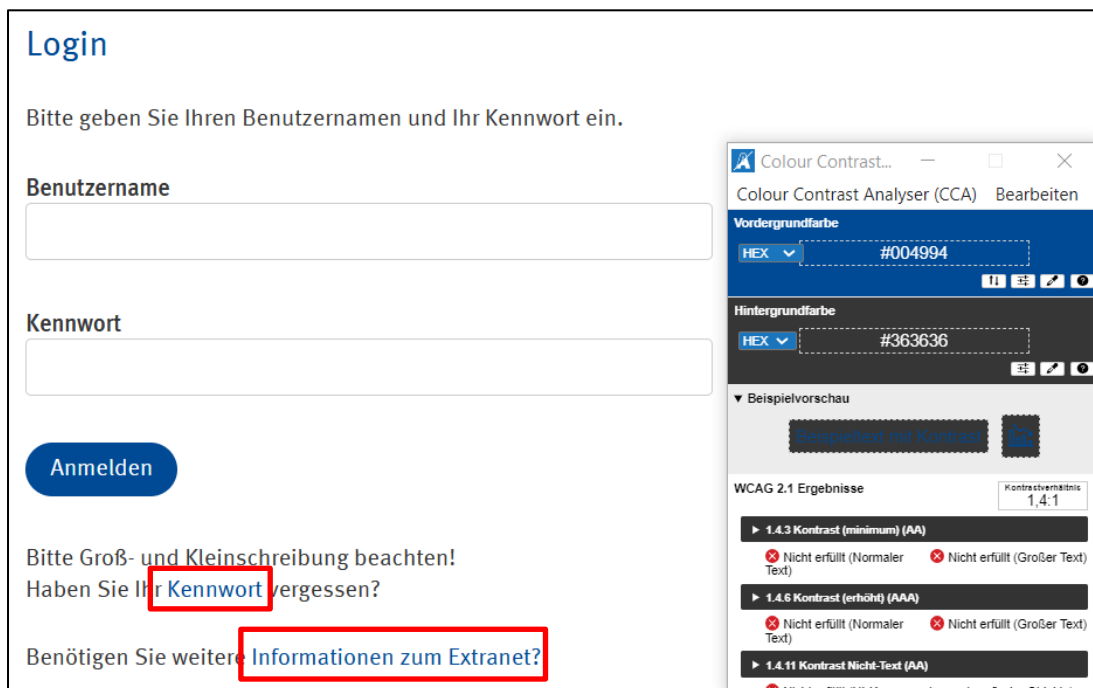 Login
Bitte geben Sie Ihren Benutzernamen und Ihr Kennwort ein.
Benutzername
Kennwort
Anmelden
Bitte Groß- und Kleinschreibung beachten!
Haben Sie Ihr Kennwort vergessen?
Benötigen Sie weitere Informationen zum Extranet?
Colour Contrast...
Colour Contrast Analyser (CCA) Bearbeiten
Vordergrundfarbe
HEX #004994
Hintergrundfarbe
HEX #363636
Beispielvorschau
Beispieltext mit Kontrast
WCAG 2.1 Ergebnisse
Kontrastverhältnis
1,4:1
1.4.3 Kontrast (minimum) (AA)
Nicht erfüllt (Normaler Nicht erfüllt (Großer Text)
Text)
1.4.6 Kontrast (erhöht) (AAA)
Nicht erfüllt (Normaler Nicht erfüllt (Großer Text)
Text)
1.4.11 Kontrast Nicht-Text (AA)